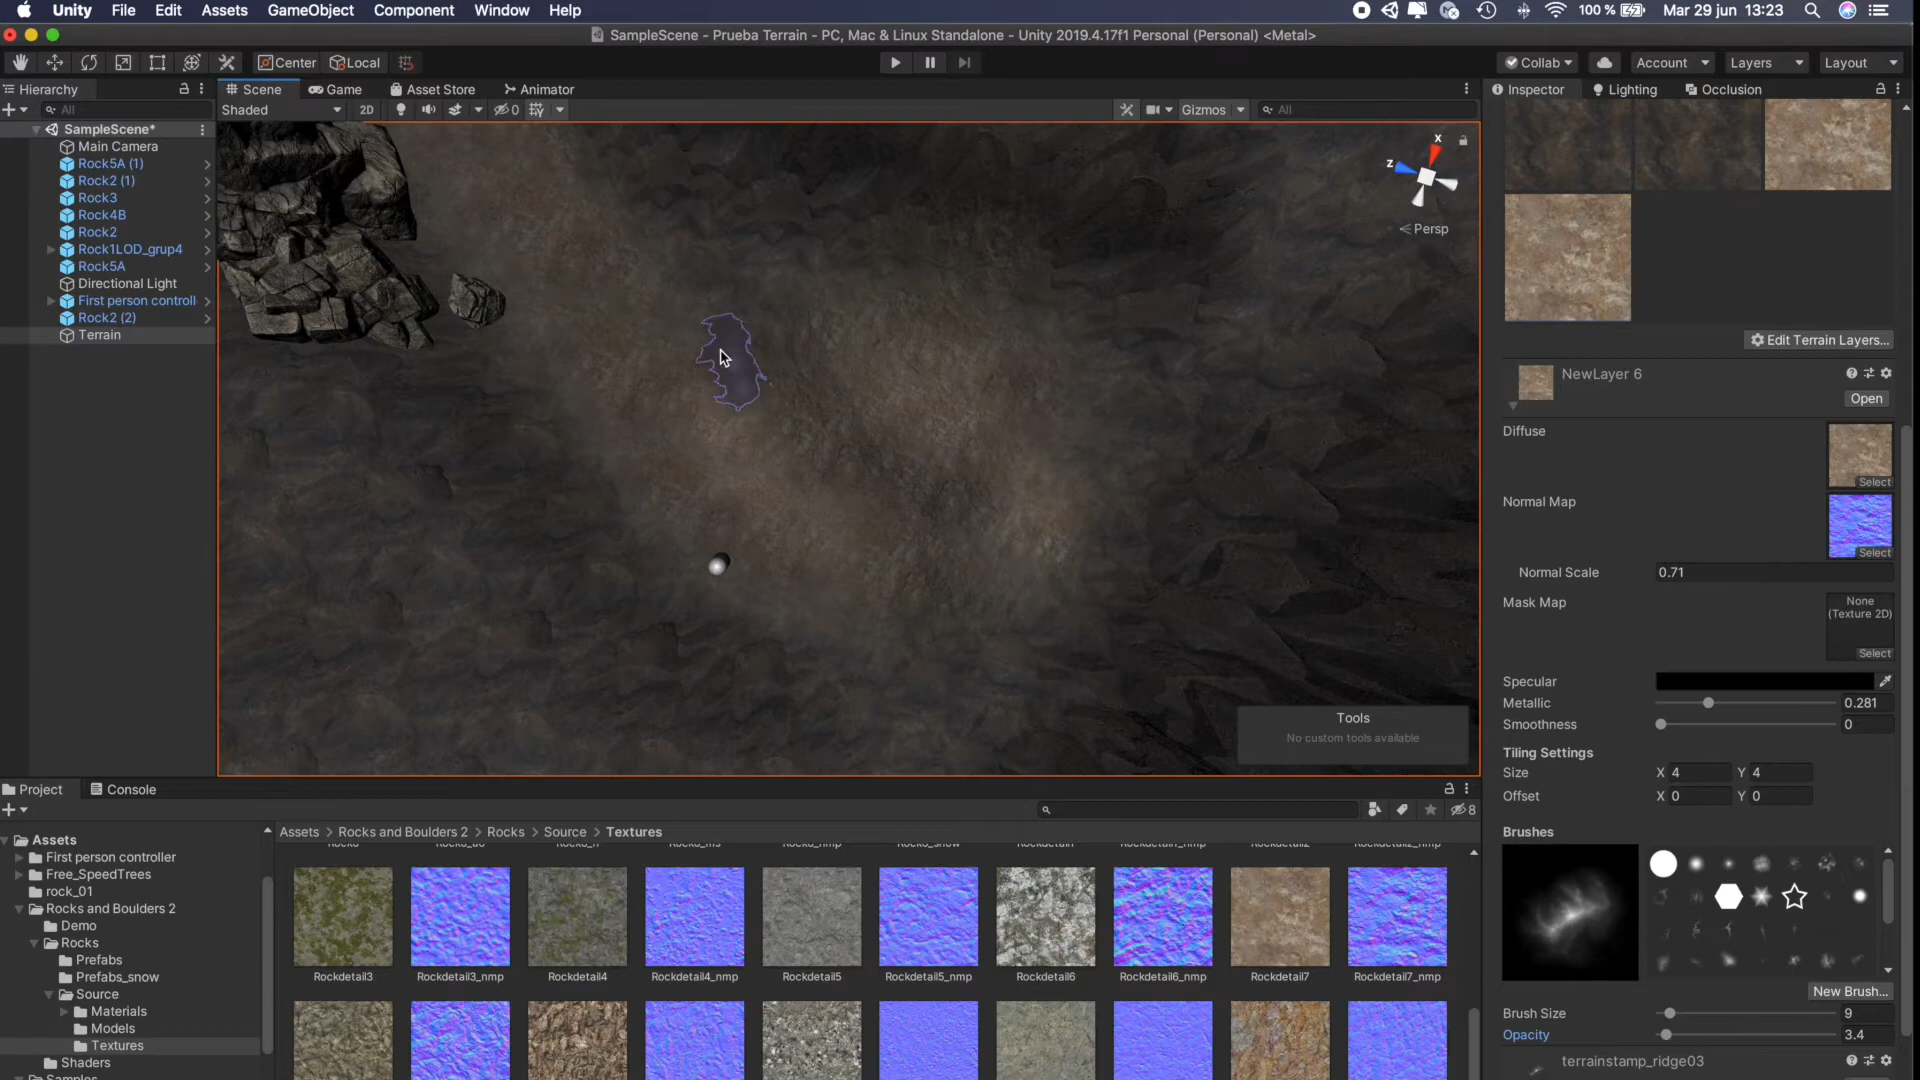 Unity File Edit Assets GameObject Component Window Help 100 % Mar 29 jun 13:23
SampleScene - Prueba Terrain - PC, Mac & Linux Standalone - Unity 2019.4.17f1 Personal (Personal) <Metal>
Center Local Collab Account Layers Layout
Hierarchy Scene Game Asset Store Animator Inspector Lighting Occlusion
All Shaded 2D 0 Gizmos All
SampleScene*
Main Camera
Rock5A (1)
Rock2 (1)
Rock3
Rock4B
Rock2
Rock1LOD_grup4
Rock5A
Directional Light
First person controll
Rock2 (2)
Terrain
X
Z
Persp
Tools
No custom tools available
Edit Terrain Layers...
NewLayer 6
Open
Diffuse
Select
Normal Map
Select
Normal Scale 0.71
Mask Map
None
(Texture 2D)
Select
Specular
Metallic 0.281
Smoothness 0
Tiling Settings
Size X 4 Y 4
Offset X 0 Y 0
Brushes
New Brush...
Brush Size 9
Opacity 3.4
terrainstamp_ridge03
Project Console
8
Assets
First person controller
Free_SpeedTrees
rock_01
Rocks and Boulders 2
Demo
Rocks
Prefabs
Prefabs_snow
Source
Materials
Models
Textures
Shaders
Samples
Assets > Rocks and Boulders 2 > Rocks > Source > Textures
Rockdetail3 Rockdetail3_nmp Rockdetail4 Rockdetail4_nmp Rockdetail5 Rockdetail5_nmp Rockdetail6 Rockdetail6_nmp Rockdetail7 Rockdetail7_nmp